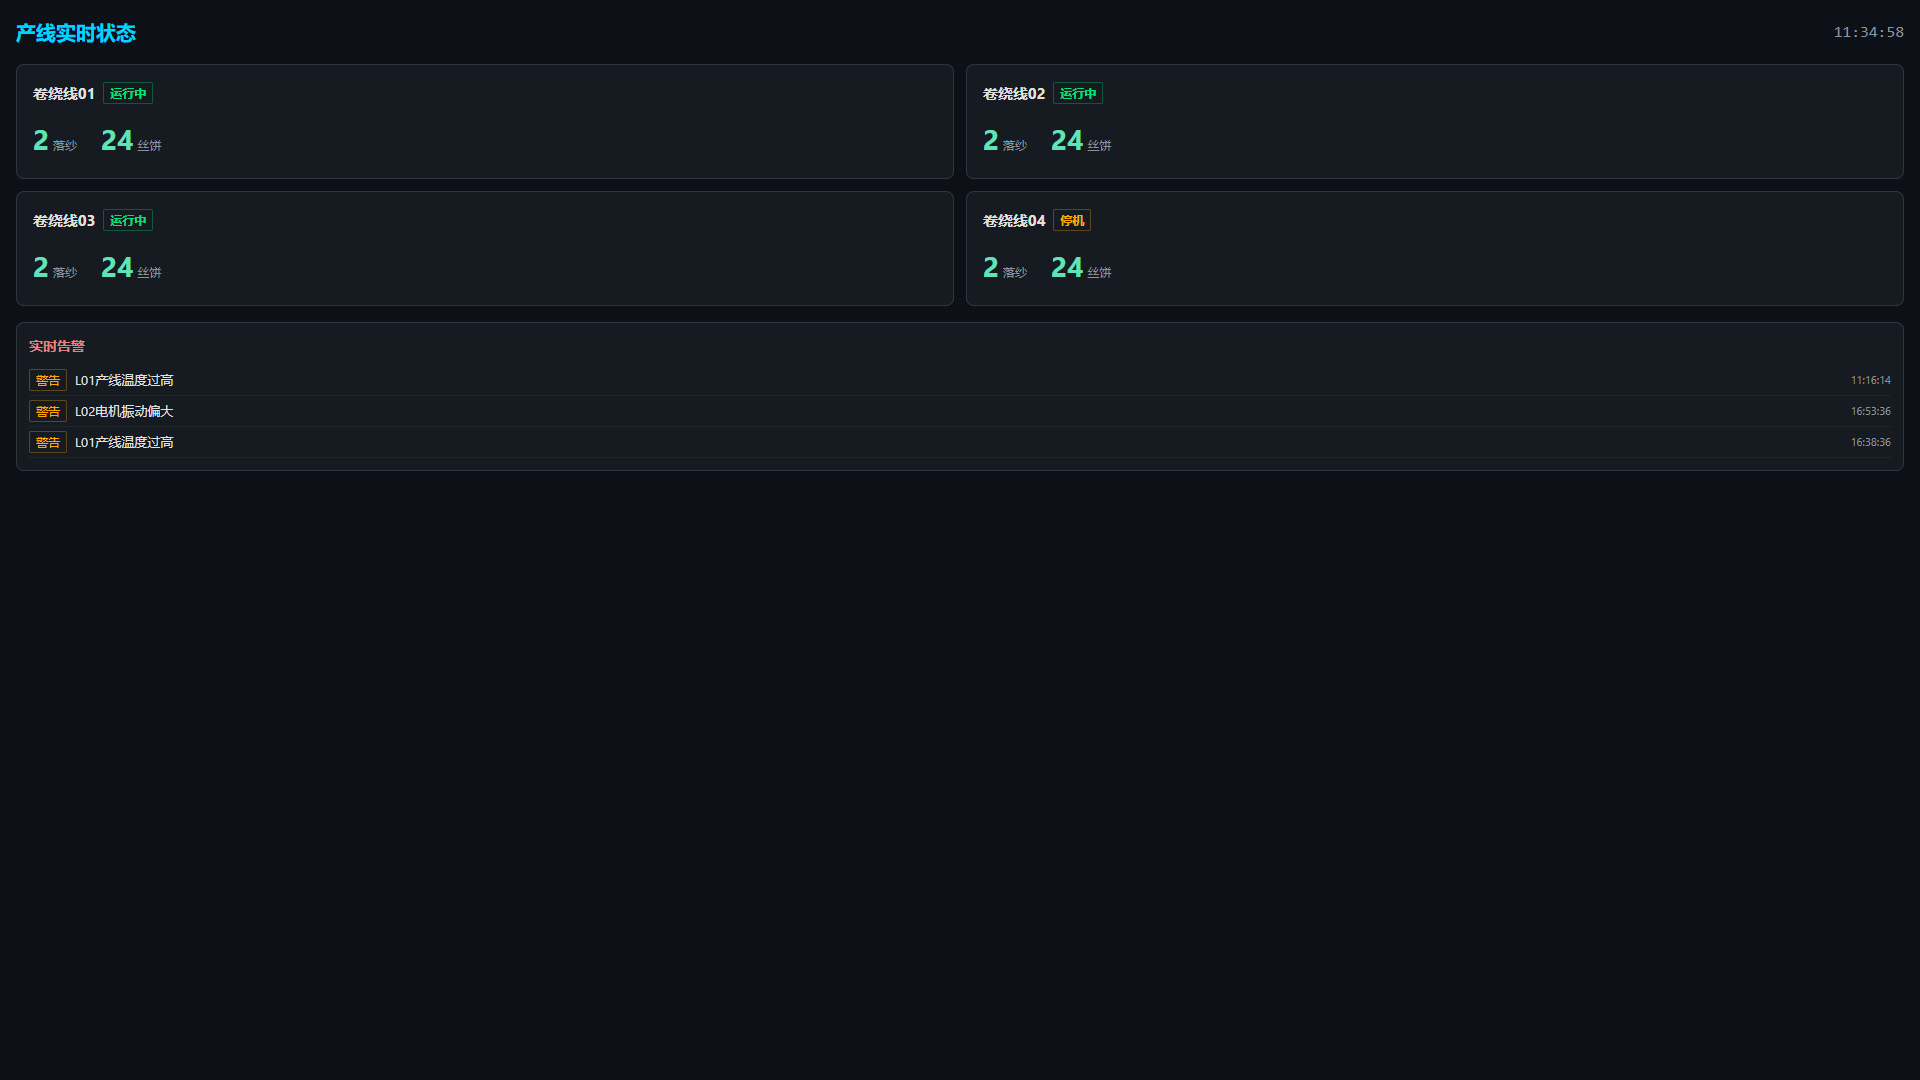 产线实时状态 11:34:58
卷绕线01 运行中
2 落纱 24 丝饼
卷绕线02 运行中
2 落纱 24 丝饼
卷绕线03 运行中
2 落纱 24 丝饼
卷绕线04 停机
2 落纱 24 丝饼
实时告警
警告 L01产线温度过高 11:16:14
警告 L02电机振动偏大 16:53:36
警告 L01产线温度过高 16:38:36